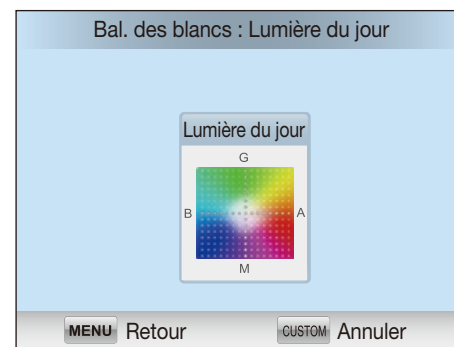 Bal. des blancs : Lumière du jour
Lumière du jour
G
B A
M
MENU Retour CUSTOM Annuler